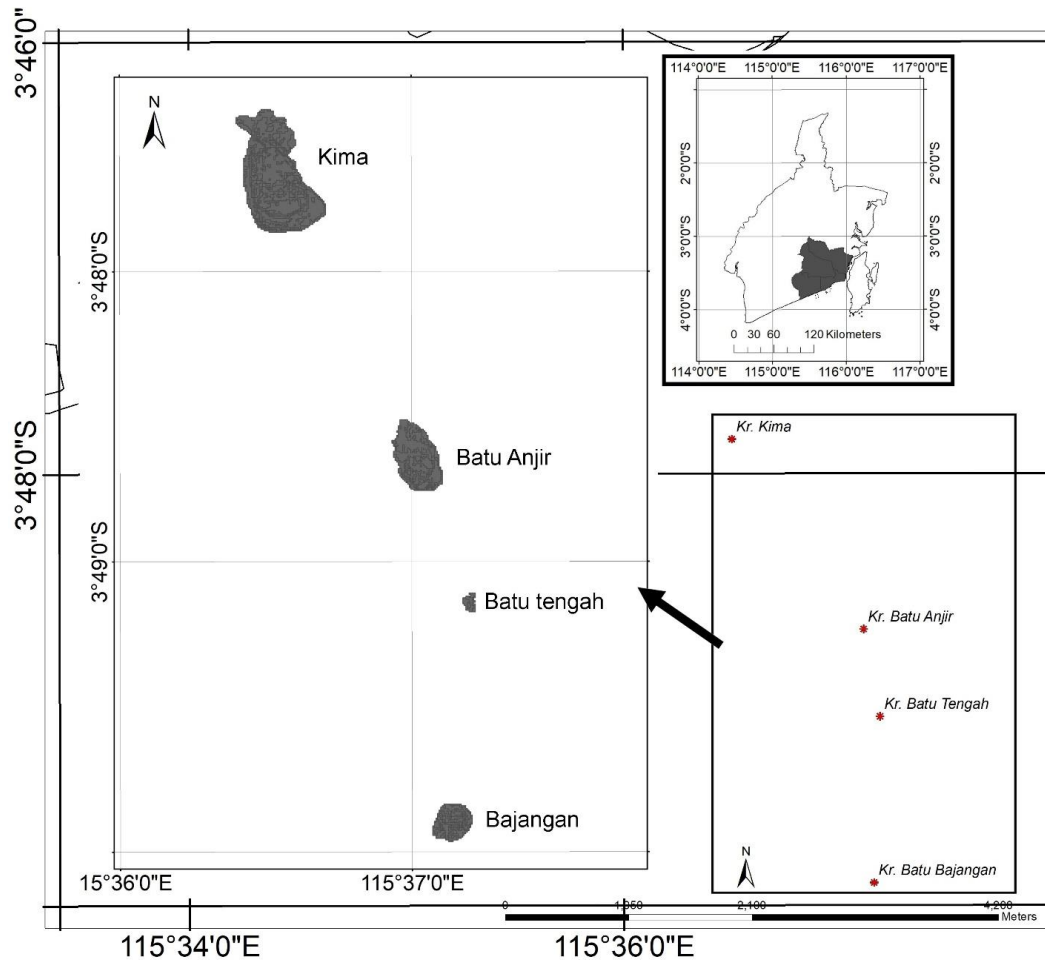 3°46'0"
N
Kima
3°48'0"S
Batu Anjir
3°48'0"S
3°49'0"S
Batu tengah
Bajangan
15°36'0"E
115°37'0"E
115°34'0"E
115°36'0"E
114°0'0"E 115°0'0"E 116°0'0"E 117°0'0"E
2°0'0"S
2°0'0"S
3°0'0"S
3°0'0"S
4°0'0"S
4°0'0"S
0 30 60 120 Kilometers
114°0'0"E 115°0'0"E 116°0'0"E 117°0'0"E
Kr. Kima
Kr. Batu Anjir
Kr. Batu Tengah
Kr. Batu Bajangan
N
0 1,050 2,100 4,200
Meters